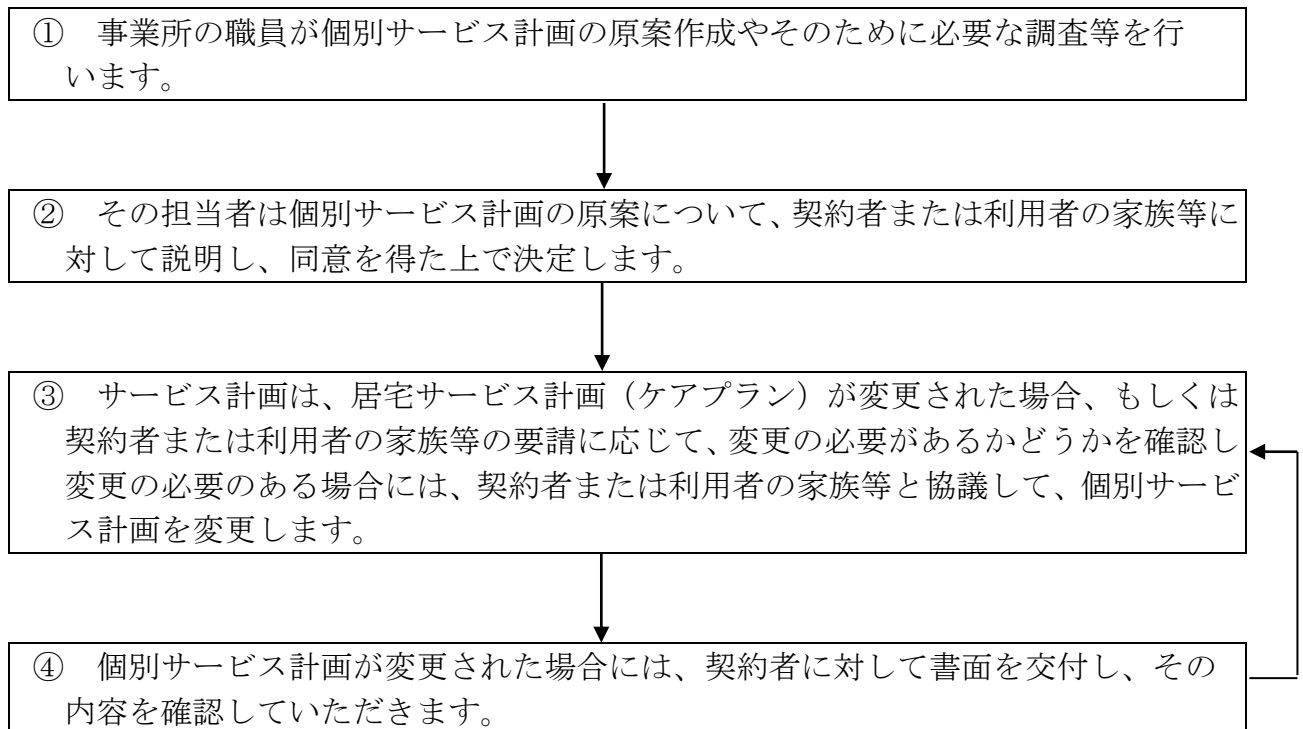 ①　事業所の職員が個別サービス計画の原案作成やそのために必要な調査等を行
います。
②　その担当者は個別サービス計画の原案について、契約者または利用者の家族等に
対して説明し、同意を得た上で決定します。
③　サービス計画は、居宅サービス計画（ケアプラン）が変更された場合、もしくは
契約者または利用者の家族等の要請に応じて、変更の必要があるかどうかを確認し
変更の必要のある場合には、契約者または利用者の家族等と協議して、個別サービ
ス計画を変更します。
④　個別サービス計画が変更された場合には、契約者に対して書面を交付し、その
内容を確認していただきます。